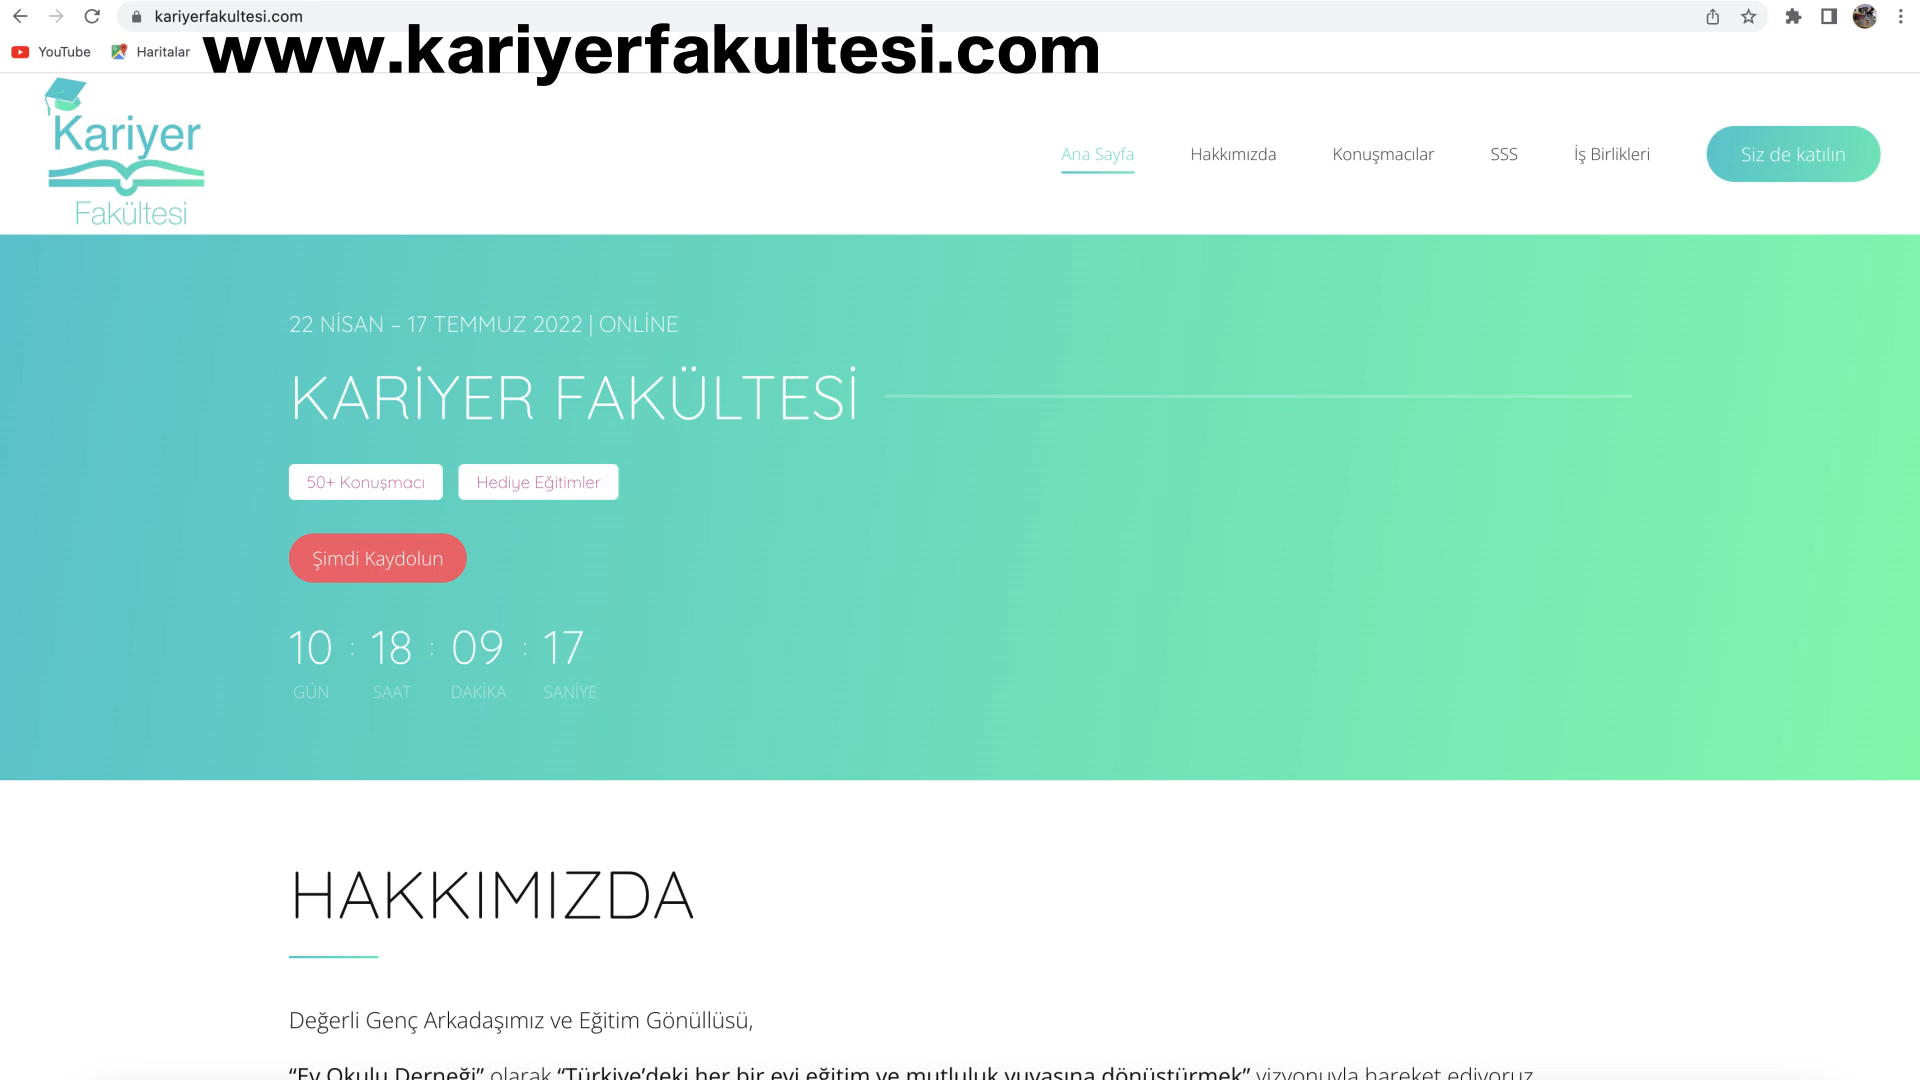 kariyerfakultesi.com
YouTube
Haritalar
www.kariyerfakultesi.com
Kariyer
Fakültesi
Ana Sayfa
Hakkımızda
Konuşmacılar
SSS
İş Birlikleri
Siz de katılın
22 NİSAN – 17 TEMMUZ 2022 | ONLİNE
KARİYER FAKÜLTESİ
50+ Konuşmacı
Hediye Eğitimler
Şimdi Kaydolun
10 : 18 : 09 : 17
GÜN SAAT DAKİKA SANİYE
HAKKIMIZDA
Değerli Genç Arkadaşımız ve Eğitim Gönüllüsü,
“Ev Okulu Derneği” olarak “Türkiye’deki her bir evi eğitim ve mutluluk yuvasına dönüştürmek” vizyonuyla hareket ediyoruz.